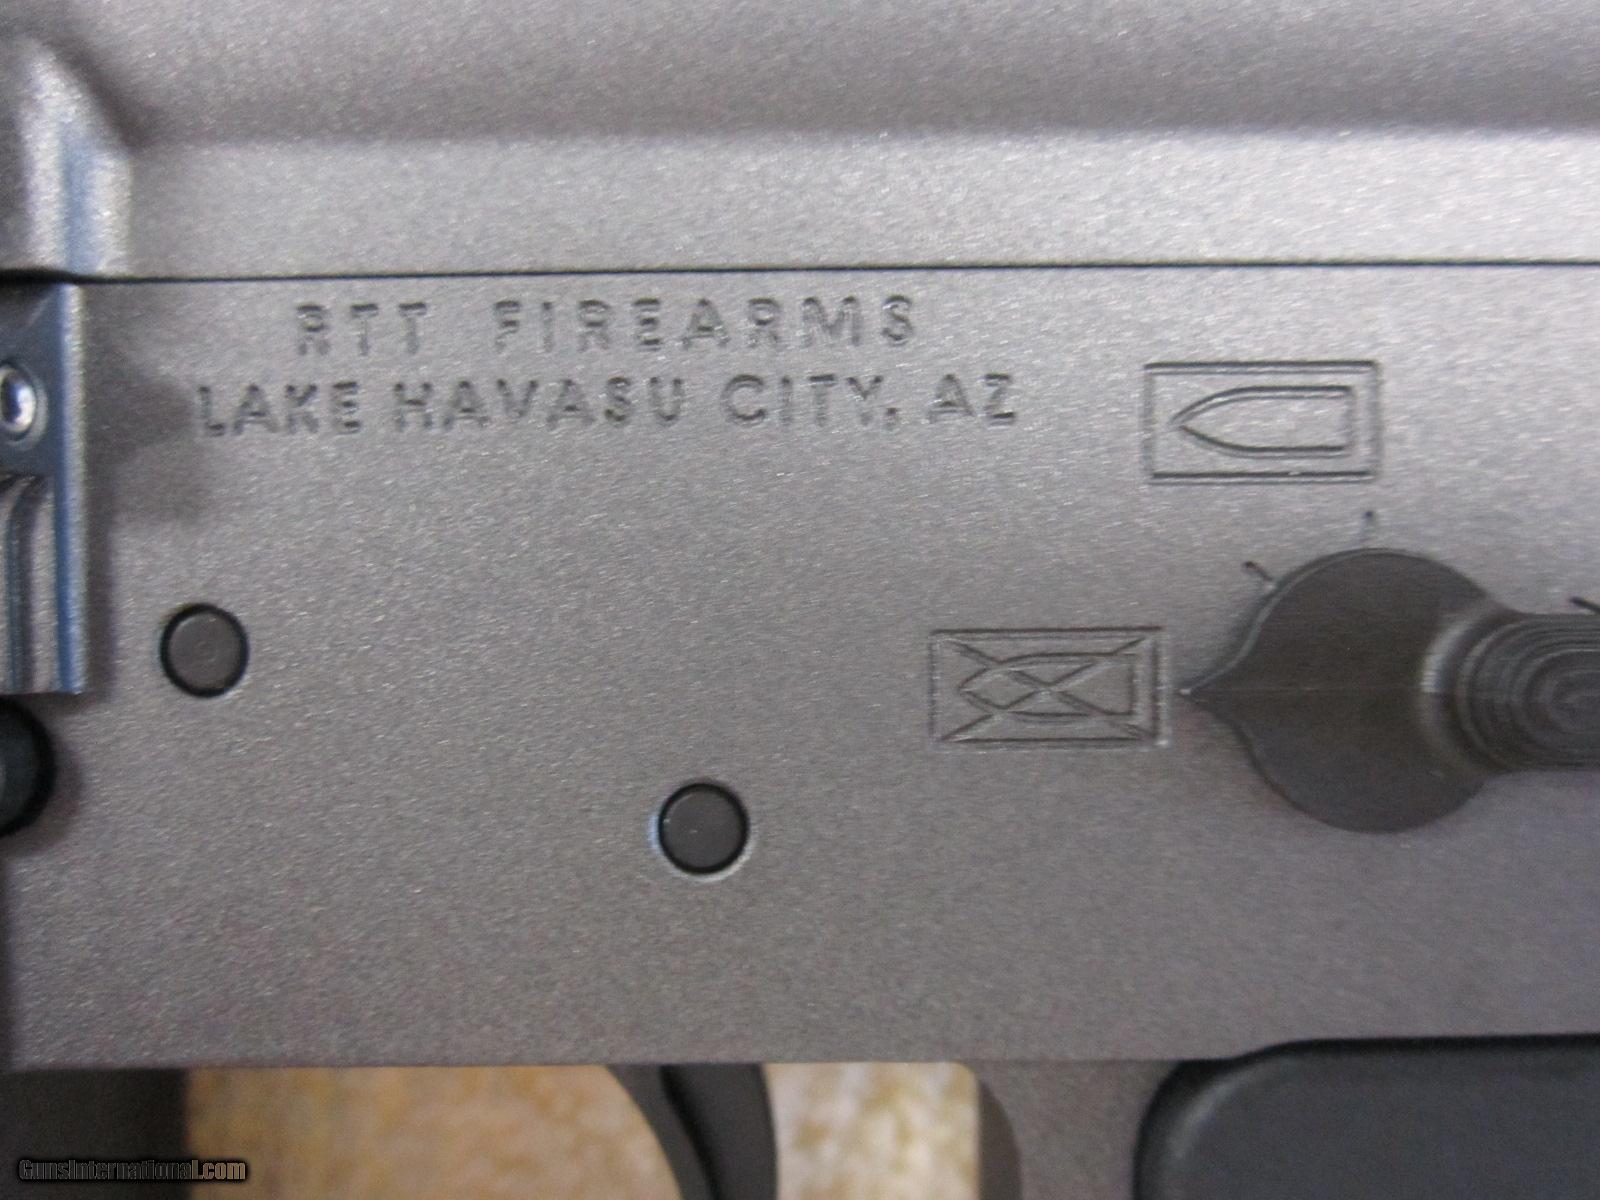 RTT FIREARMS
LAKE HAVASU CITY, AZ
GunsInternational.com